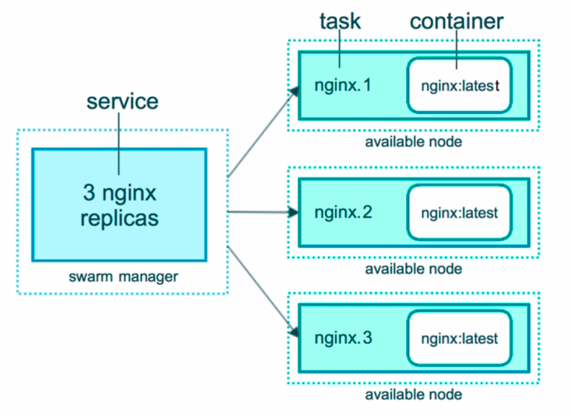 task
container
service
nginx.1
nginx:latest
available node
3 nginx
replicas
swarm manager
nginx.2
nginx:latest
available node
nginx.3
nginx:latest
available node